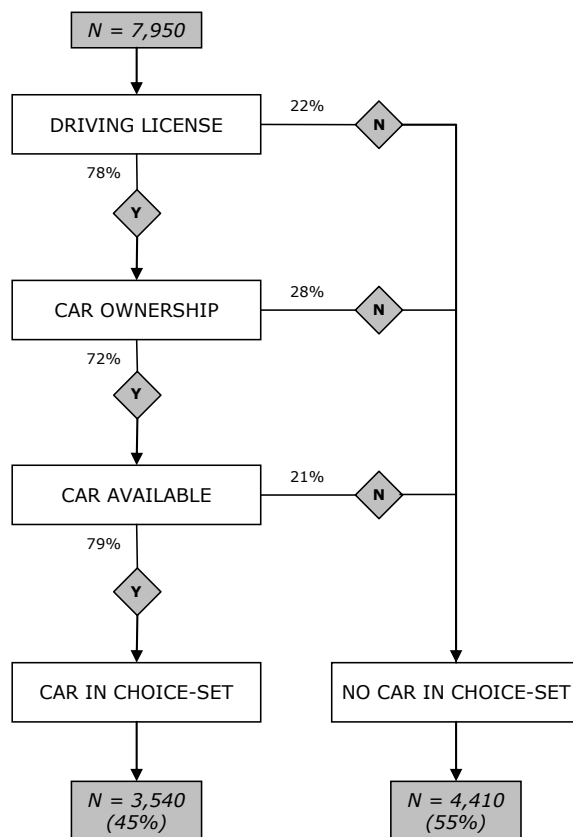 N = 7,950
DRIVING LICENSE
22%
N
78%
Y
CAR OWNERSHIP
28%
N
72%
Y
CAR AVAILABLE
21%
N
79%
Y
CAR IN CHOICE-SET
NO CAR IN CHOICE-SET
N = 3,540
(45%)
N = 4,410
(55%)